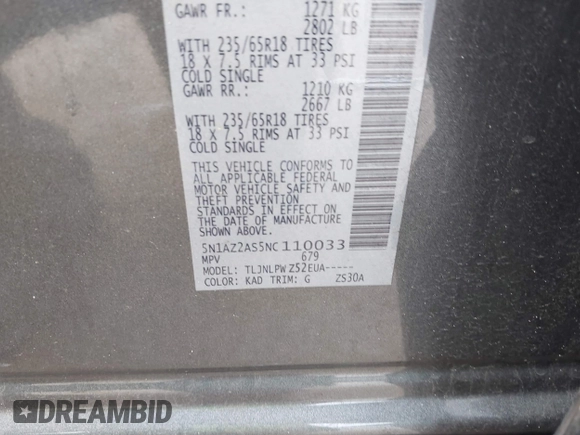 GAWR FR.: 1271 KG
2802 LB
WITH 235/65R18 TIRES
18 X 7.5 RIMS AT 33 PSI
COLD SINGLE
GAWR RR.: 1210 KG
2667 LB
WITH 235/65R18 TIRES
18 X 7.5 RIMS AT 33 PSI
COLD SINGLE
THIS VEHICLE CONFORMS TO
ALL APPLICABLE FEDERAL
MOTOR VEHICLE SAFETY AND
THEFT PREVENTION
STANDARDS IN EFFECT ON
THE DATE OF MANUFACTURE
SHOWN ABOVE.
5N1AZ2AS5NC110033
MPV 679
MODEL: TLJNLPW Z52EUA-----
COLOR: KAD TRIM: G ZS30A
DREAMBID